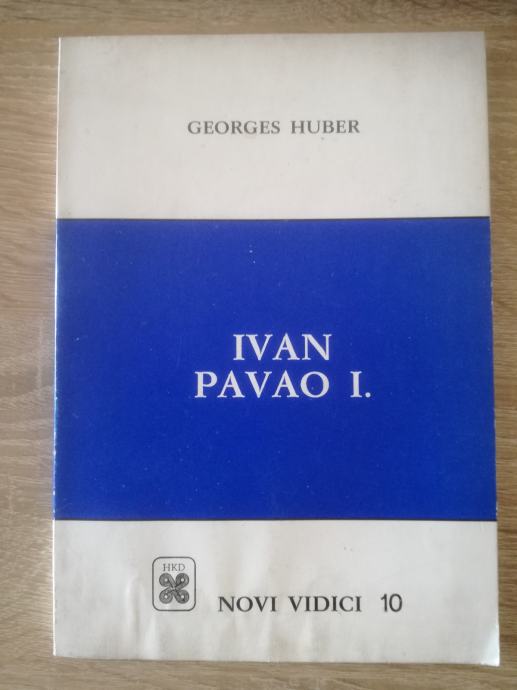 GEORGES HUBER
IVAN
PAVAO I.
HKD
NOVI VIDICI 10